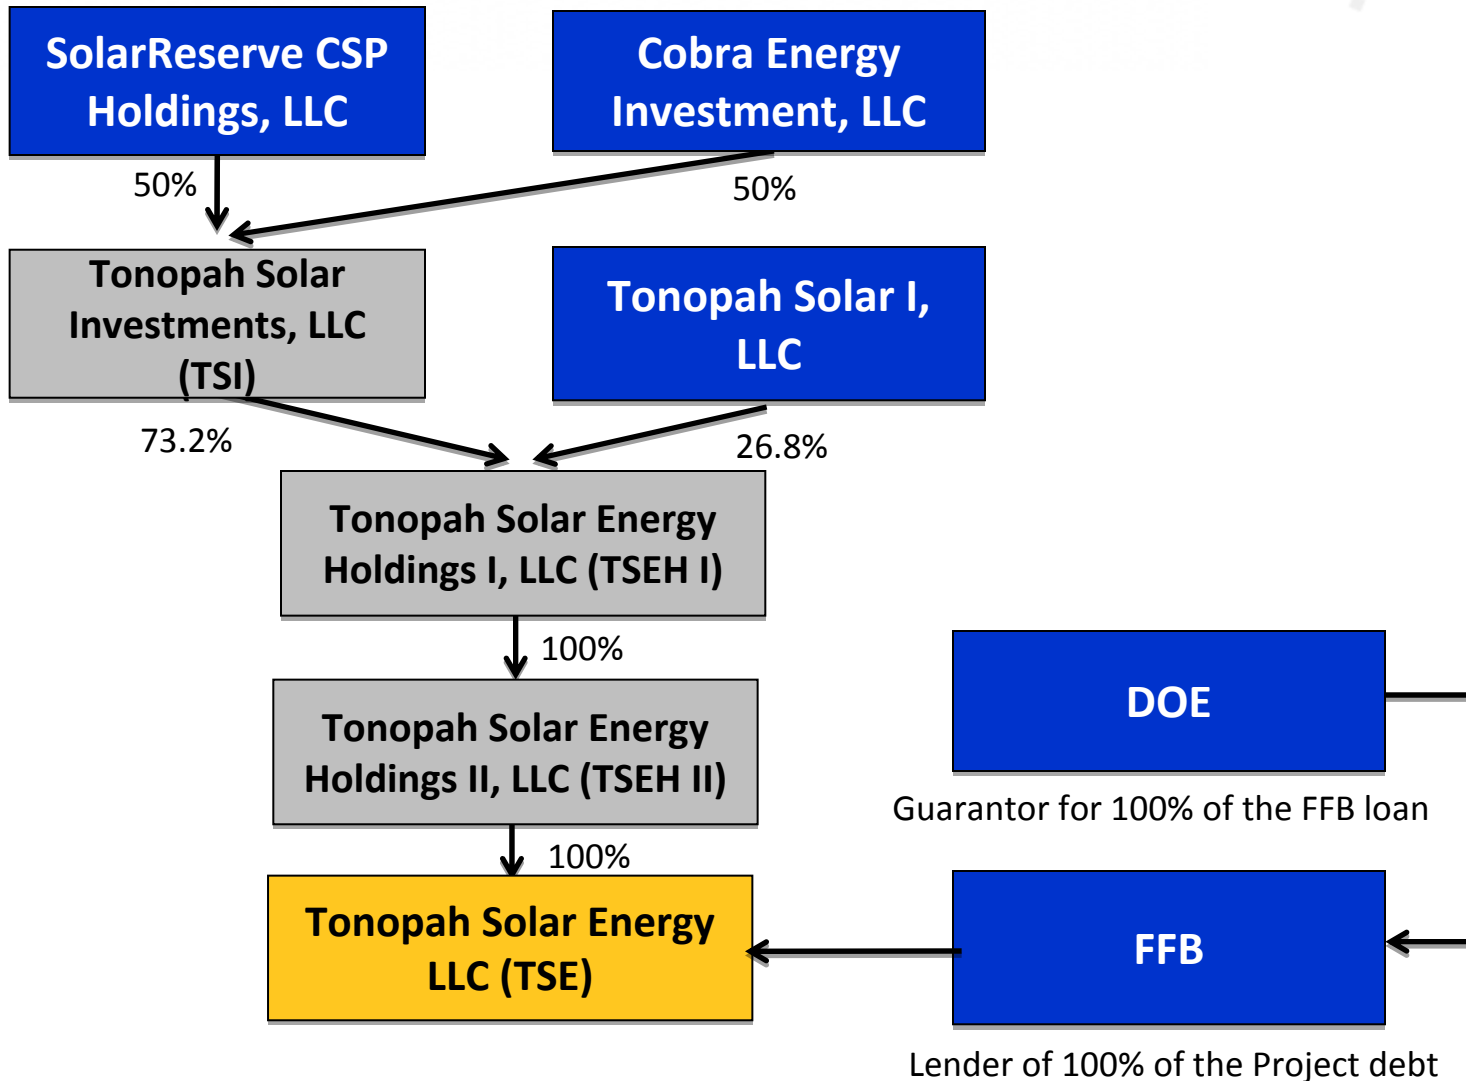 SolarReserve CSP
Holdings, LLC
Cobra Energy
Investment, LLC
50%
50%
Tonopah Solar
Investments, LLC
(TSI)
Tonopah Solar I,
LLC
73.2%
26.8%
Tonopah Solar Energy
Holdings I, LLC (TSEH I)
100%
Tonopah Solar Energy
Holdings II, LLC (TSEH II)
DOE
Guarantor for 100% of the FFB loan
100%
Tonopah Solar Energy
LLC (TSE)
FFB
Lender of 100% of the Project debt